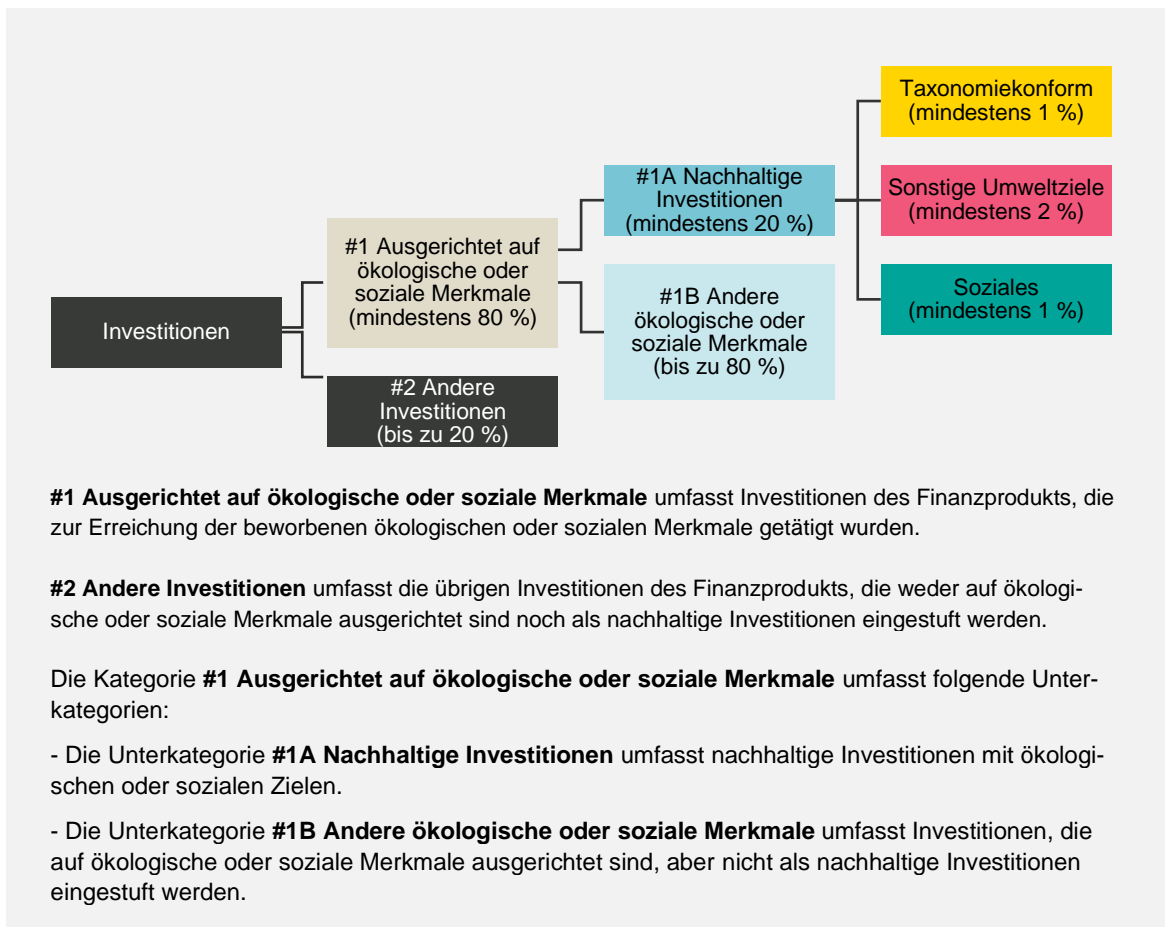 Taxonomiekonform
(mindestens 1 %)
#1A Nachhaltige
Investitionen
(mindestens 20 %)
Sonstige Umweltziele
(mindestens 2 %)
#1 Ausgerichtet auf
ökologische oder
soziale Merkmale
(mindestens 80 %)
#1B Andere
ökologische oder
soziale Merkmale
(bis zu 80 %)
Soziales
(mindestens 1 %)
Investitionen
#2 Andere
Investitionen
(bis zu 20 %)
#1 Ausgerichtet auf ökologische oder soziale Merkmale umfasst Investitionen des Finanzprodukts, die
zur Erreichung der beworbenen ökologischen oder sozialen Merkmale getätigt wurden.
#2 Andere Investitionen umfasst die übrigen Investitionen des Finanzprodukts, die weder auf ökologi-
sche oder soziale Merkmale ausgerichtet sind noch als nachhaltige Investitionen eingestuft werden.
Die Kategorie #1 Ausgerichtet auf ökologische oder soziale Merkmale umfasst folgende Unter-
kategorien:
- Die Unterkategorie #1A Nachhaltige Investitionen umfasst nachhaltige Investitionen mit ökologi-
schen oder sozialen Zielen.
- Die Unterkategorie #1B Andere ökologische oder soziale Merkmale umfasst Investitionen, die
auf ökologische oder soziale Merkmale ausgerichtet sind, aber nicht als nachhaltige Investitionen
eingestuft werden.